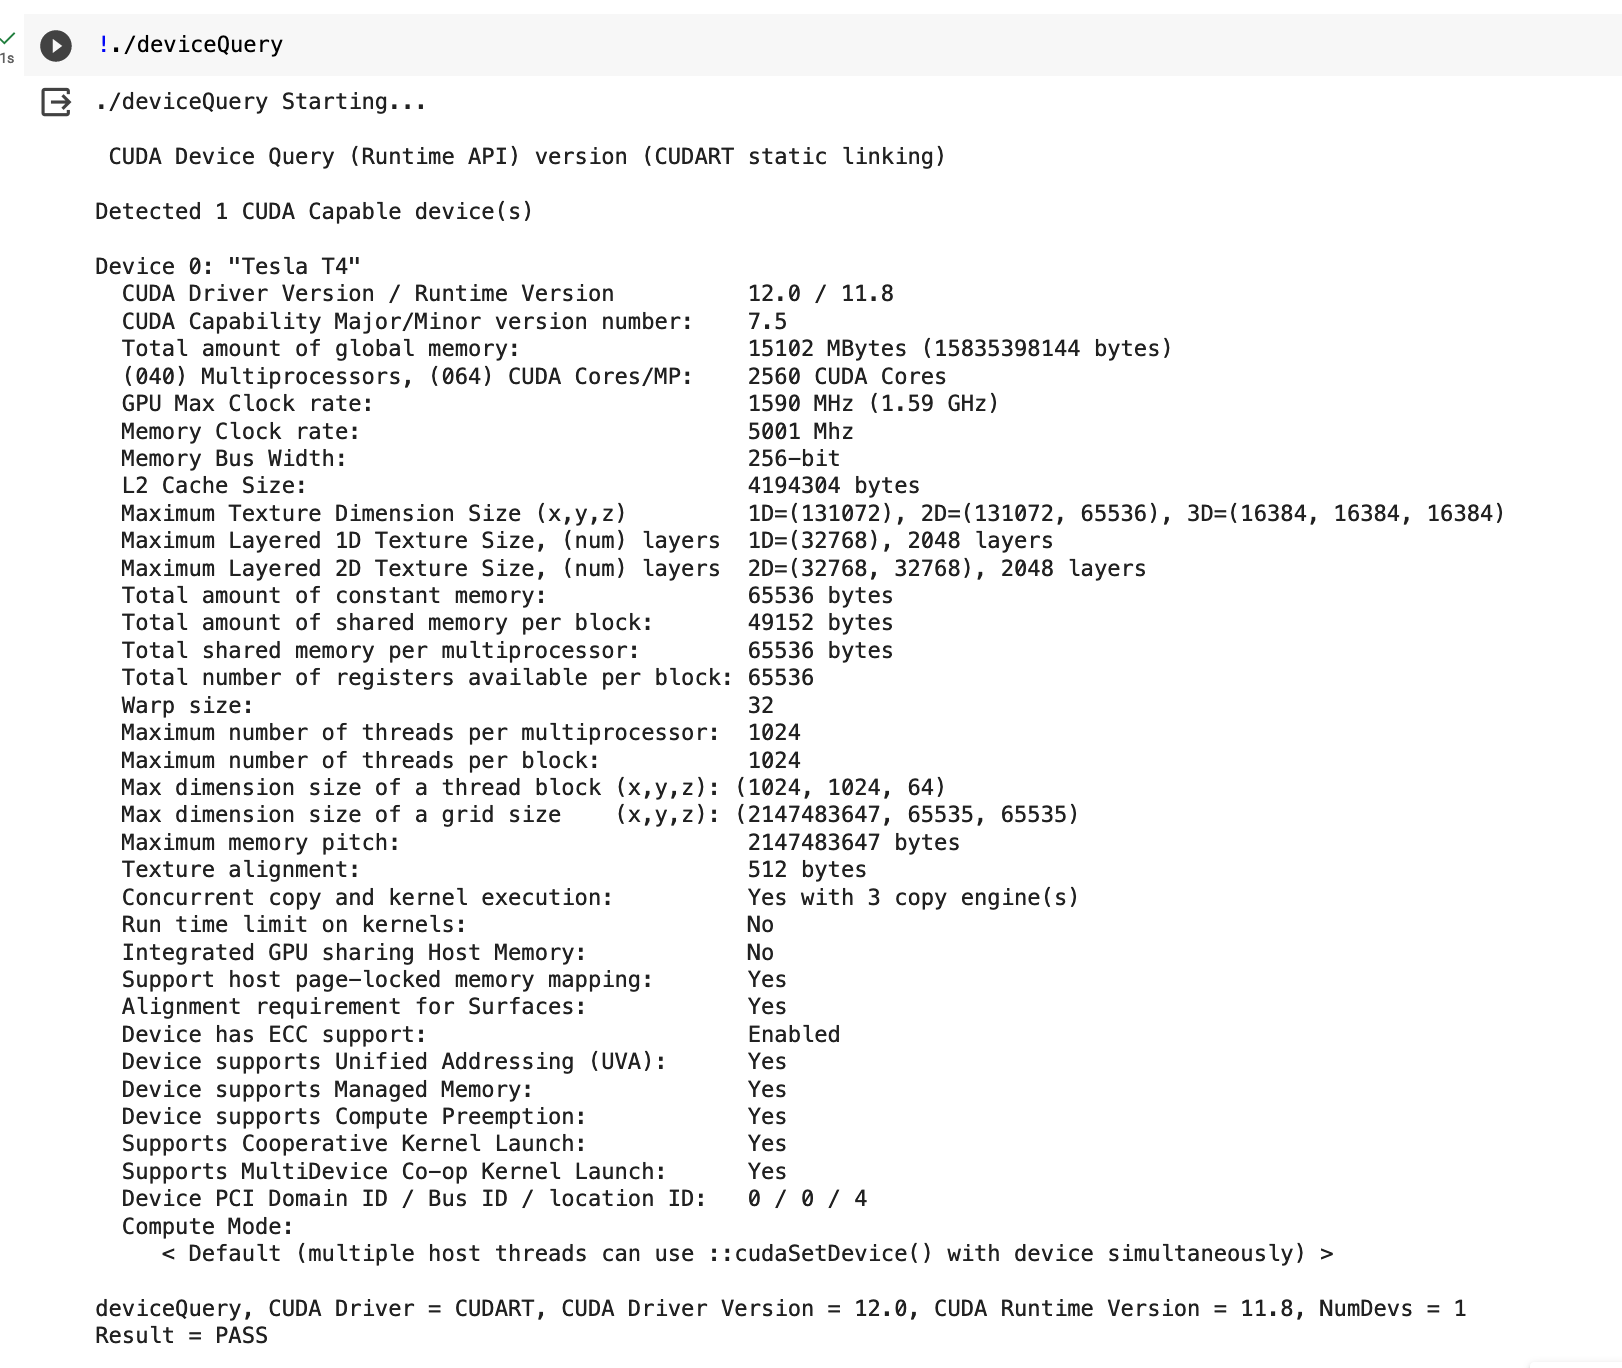 1s
!./deviceQuery
./deviceQuery Starting...
CUDA Device Query (Runtime API) version (CUDART static linking)
Detected 1 CUDA Capable device(s)
Device 0: "Tesla T4"
CUDA Driver Version / Runtime Version 12.0 / 11.8
CUDA Capability Major/Minor version number: 7.5
Total amount of global memory: 15102 MBytes (15835398144 bytes)
(040) Multiprocessors, (064) CUDA Cores/MP: 2560 CUDA Cores
GPU Max Clock rate: 1590 MHz (1.59 GHz)
Memory Clock rate: 5001 Mhz
Memory Bus Width: 256-bit
L2 Cache Size: 4194304 bytes
Maximum Texture Dimension Size (x,y,z) 1D=(131072), 2D=(131072, 65536), 3D=(16384, 16384, 16384)
Maximum Layered 1D Texture Size, (num) layers 1D=(32768), 2048 layers
Maximum Layered 2D Texture Size, (num) layers 2D=(32768, 32768), 2048 layers
Total amount of constant memory: 65536 bytes
Total amount of shared memory per block: 49152 bytes
Total shared memory per multiprocessor: 65536 bytes
Total number of registers available per block: 65536
Warp size: 32
Maximum number of threads per multiprocessor: 1024
Maximum number of threads per block: 1024
Max dimension size of a thread block (x,y,z): (1024, 1024, 64)
Max dimension size of a grid size (x,y,z): (2147483647, 65535, 65535)
Maximum memory pitch: 2147483647 bytes
Texture alignment: 512 bytes
Concurrent copy and kernel execution: Yes with 3 copy engine(s)
Run time limit on kernels: No
Integrated GPU sharing Host Memory: No
Support host page-locked memory mapping: Yes
Alignment requirement for Surfaces: Yes
Device has ECC support: Enabled
Device supports Unified Addressing (UVA): Yes
Device supports Managed Memory: Yes
Device supports Compute Preemption: Yes
Supports Cooperative Kernel Launch: Yes
Supports MultiDevice Co-op Kernel Launch: Yes
Device PCI Domain ID / Bus ID / location ID: 0 / 0 / 4
Compute Mode:
< Default (multiple host threads can use ::cudaSetDevice() with device simultaneously) >
deviceQuery, CUDA Driver = CUDART, CUDA Driver Version = 12.0, CUDA Runtime Version = 11.8, NumDevs = 1
Result = PASS